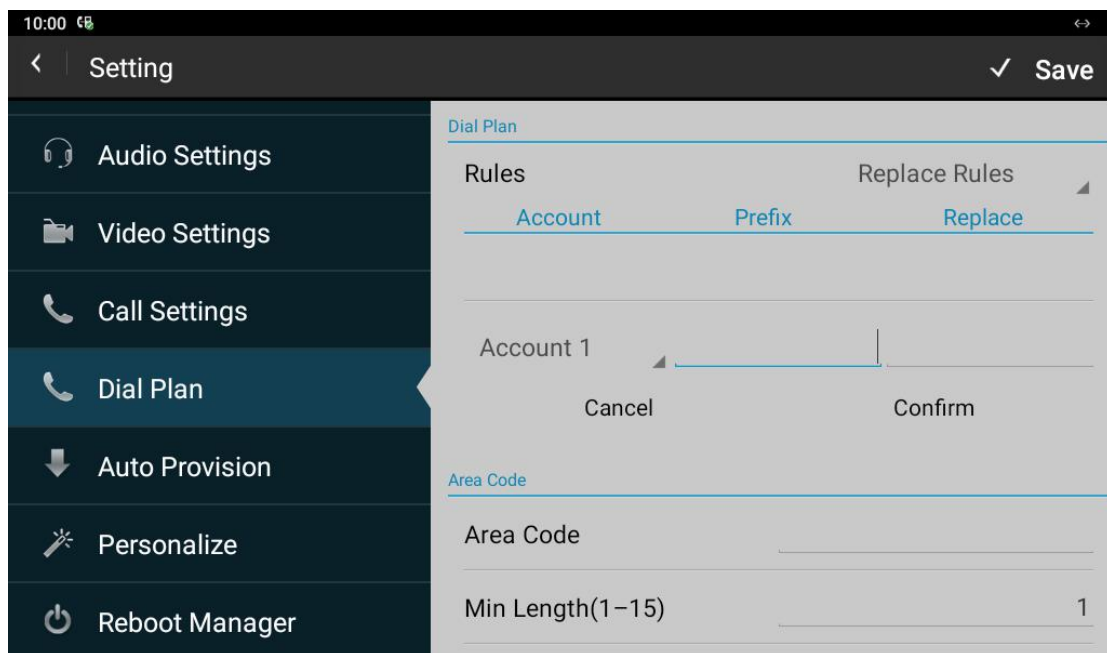 10:00
Setting
Save
Audio Settings
Video Settings
Call Settings
Dial Plan
Auto Provision
Personalize
Reboot Manager
Dial Plan
Rules Replace Rules
Account Prefix Replace
Account 1
Cancel Confirm
Area Code
Area Code
Min Length(1–15) 1